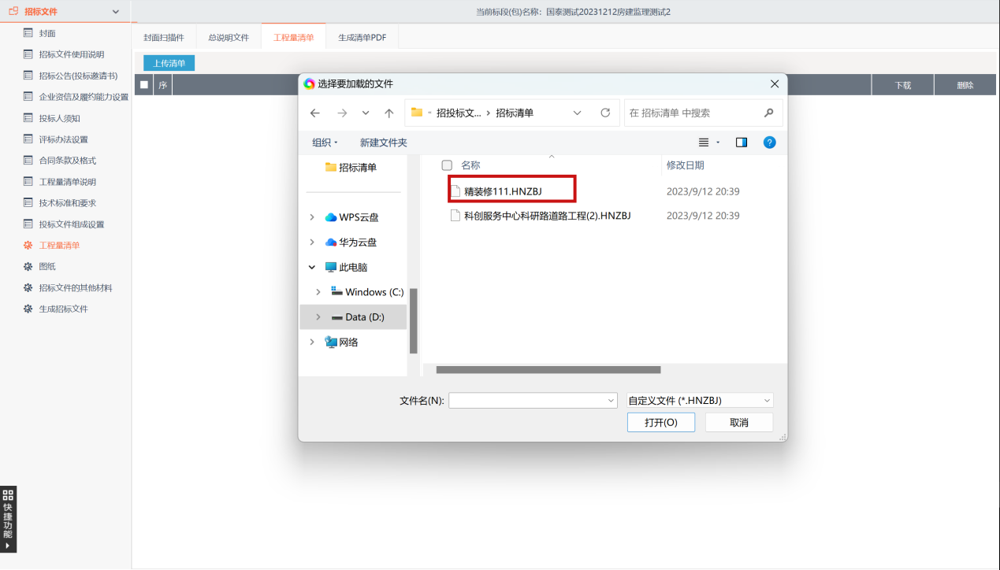 招标文件
当前标段(包)名称：国泰测试20231212房建监理测试2
封面
招标文件使用说明
招标公告(投标邀请书)
企业资信及履约能力设置
投标人须知
评标办法设置
合同条款及格式
工程量清单说明
技术标准和要求
投标文件组成设置
工程量清单
图纸
招标文件的其他材料
生成招标文件
快捷功能
封面扫描件 总说明文件 工程量清单 生成清单PDF
上传清单
序 下载 删除
选择要加载的文件
« 招投标文... › 招标清单 在 招标清单 中搜索
组织 新建文件夹
招标清单
WPS云盘
华为云盘
此电脑
Windows (C:)
Data (D:)
网络
名称 修改日期
精装修111.HNZBJ 2023/9/12 20:39
科创服务中心科研路道路工程(2).HNZBJ 2023/9/12 20:39
文件名(N): 自定义文件 (*.HNZBJ)
打开(O) 取消